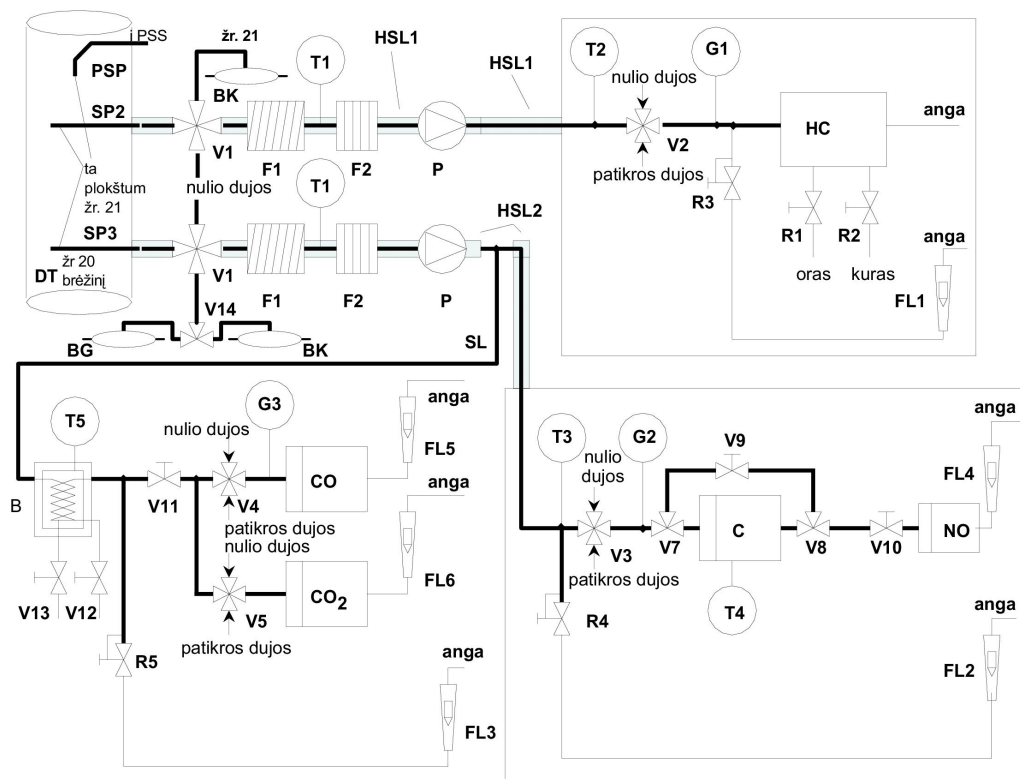 į PSS
PSP
žr. 21
BK
T1
HSL1
HSL1
T2
nulio dujos
G1
SP2
V1
F1
F2
P
V2
patikros dujos
HC
anga
R3
ta
plokštum
žr. 21
nulio dujos
T1
HSL2
R1
R2
oras
kuras
anga
FL1
SP3
DT
žr 20
brėžinį
V1
F1
F2
P
V14
BG
BK
SL
T5
nulio dujos
G3
anga
FL5
B
V11
V4
CO
anga
patikros dujos
nulio dujos
V13
V12
V5
CO2
FL6
patikros dujos
R5
anga
FL3
T3
nulio
dujos
G2
V9
anga
FL4
V3
V7
C
V8
V10
NO
patikros dujos
R4
T4
anga
FL2